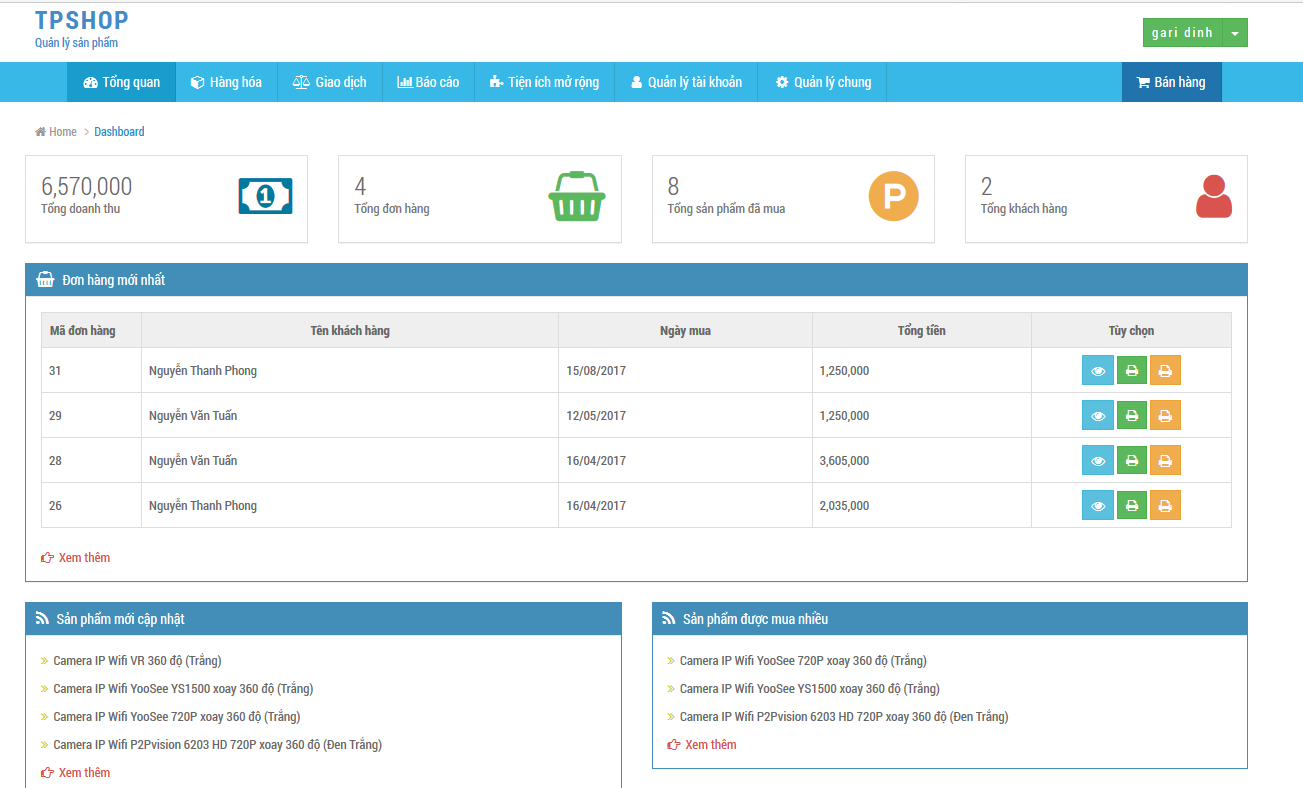 TPSHOP
Quản lý sản phẩm
gari dinh
Tổng quan Hàng hóa Giao dịch Báo cáo Tiện ích mở rộng Quản lý tài khoản Quản lý chung Bán hàng
Home Dashboard
6,570,000
Tổng doanh thu
4
Tổng đơn hàng
8
Tổng sản phẩm đã mua
P
2
Tổng khách hàng
Đơn hàng mới nhất
Mã đơn hàng Tên khách hàng Ngày mua Tổng tiền Tùy chọn
31 Nguyễn Thanh Phong 15/08/2017 1,250,000
29 Nguyễn Văn Tuấn 12/05/2017 1,250,000
28 Nguyễn Văn Tuấn 16/04/2017 3,605,000
26 Nguyễn Thanh Phong 16/04/2017 2,035,000
Xem thêm
Sản phẩm mới cập nhật
Camera IP Wifi VR 360 độ (Trắng)
Camera IP Wifi YooSee YS1500 xoay 360 độ (Trắng)
Camera IP Wifi YooSee 720P xoay 360 độ (Trắng)
Camera IP Wifi P2Pvision 6203 HD 720P xoay 360 độ (Đen Trắng)
Xem thêm
Sản phẩm được mua nhiều
Camera IP Wifi YooSee 720P xoay 360 độ (Trắng)
Camera IP Wifi YooSee YS1500 xoay 360 độ (Trắng)
Camera IP Wifi P2Pvision 6203 HD 720P xoay 360 độ (Đen Trắng)
Xem thêm